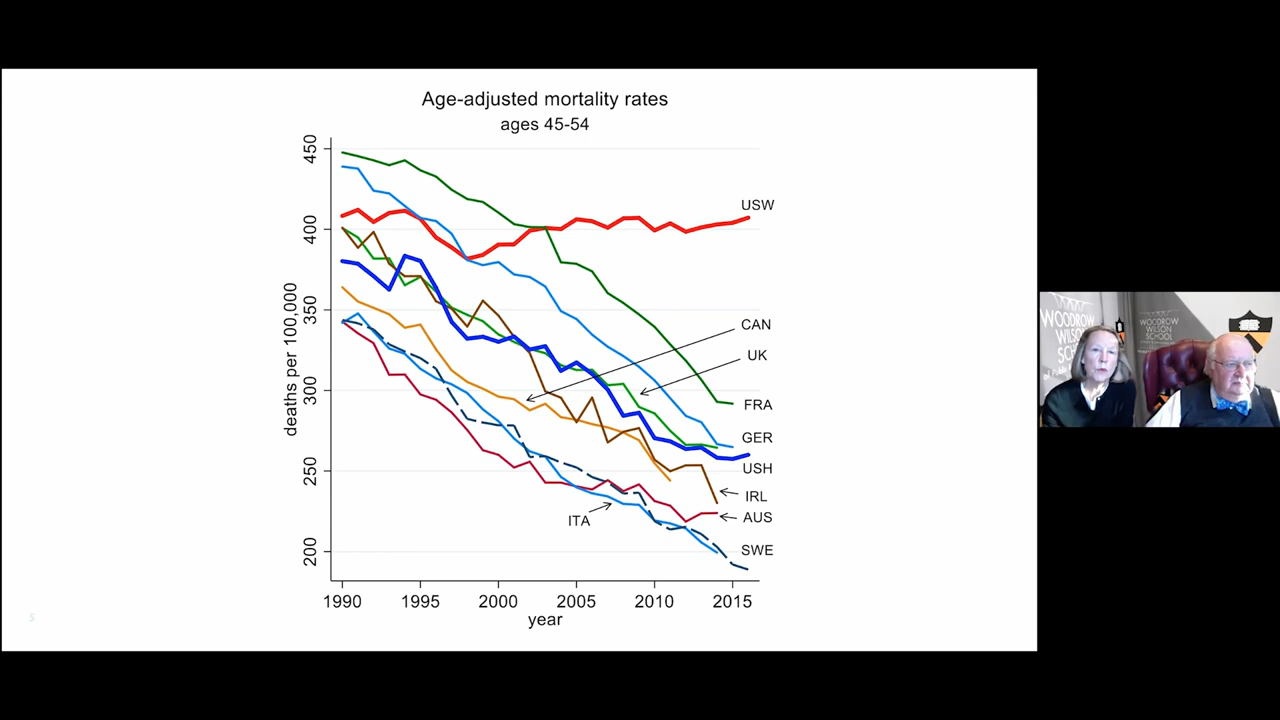 Age-adjusted mortality rates
ages 45-54
deaths per 100,000
450
400
350
300
250
200
USW
CAN
UK
FRA
GER
USH
IRL
AUS
ITA
SWE
1990 1995 2000 2005 2010 2015
year
5
WOODROW
WILSON
SCHOOL
WOODROW
WILSON
SCHOOL